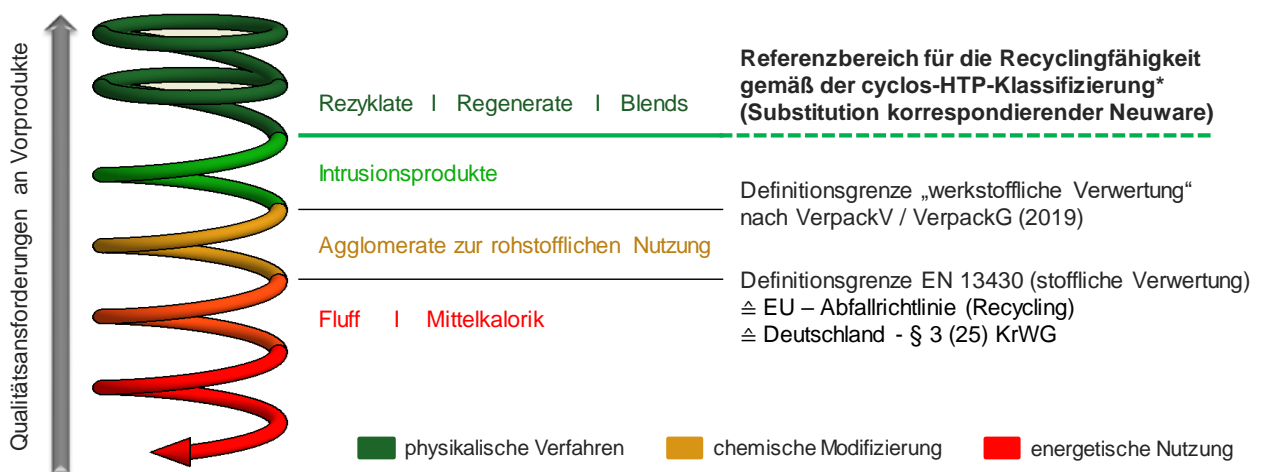 Qualitätsansforderungen an Vorprodukte
Rezyklate I Regenerate I Blends
Referenzbereich für die Recyclingfähigkeit
gemäß der cyclos-HTP-Klassifizierung*
(Substitution korrespondierender Neuware)
Intrusionsprodukte
Definitionsgrenze „werkstoffliche Verwertung“
nach VerpackV / VerpackG (2019)
Agglomerate zur rohstofflichen Nutzung
Definitionsgrenze EN 13430 (stoffliche Verwertung)
≙ EU – Abfallrichtlinie (Recycling)
≙ Deutschland - § 3 (25) KrWG
Fluff I Mittelkalorik
physikalische Verfahren
chemische Modifizierung
energetische Nutzung